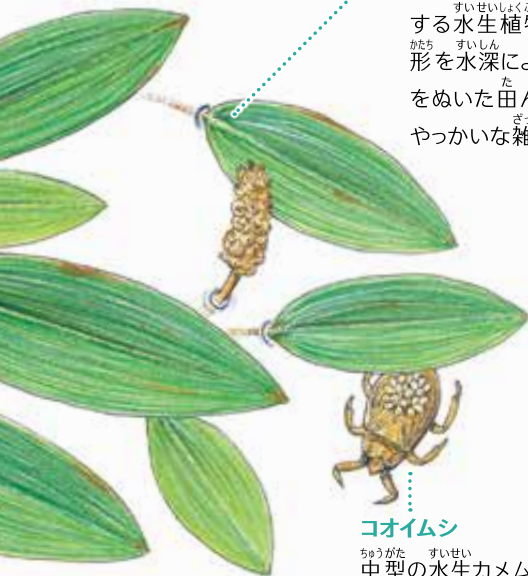 する水生植
形を水深に
をぬいた田
やっかいな
コオイムシ
中型の水生カメム